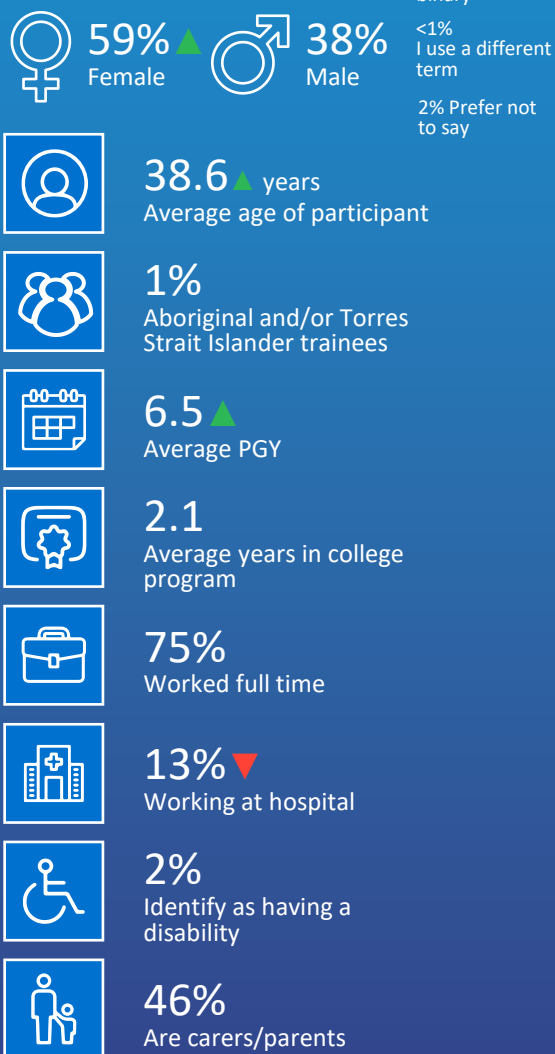 binary
59% ▲
Female
38%
Male
<1%
I use a different
term
2% Prefer not
to say
38.6 ▲ years
Average age of participant
1%
Aboriginal and/or Torres
Strait Islander trainees
6.5 ▲
Average PGY
2.1
Average years in college
program
75%
Worked full time
13% ▼
Working at hospital
2%
Identify as having a
disability
46%
Are carers/parents